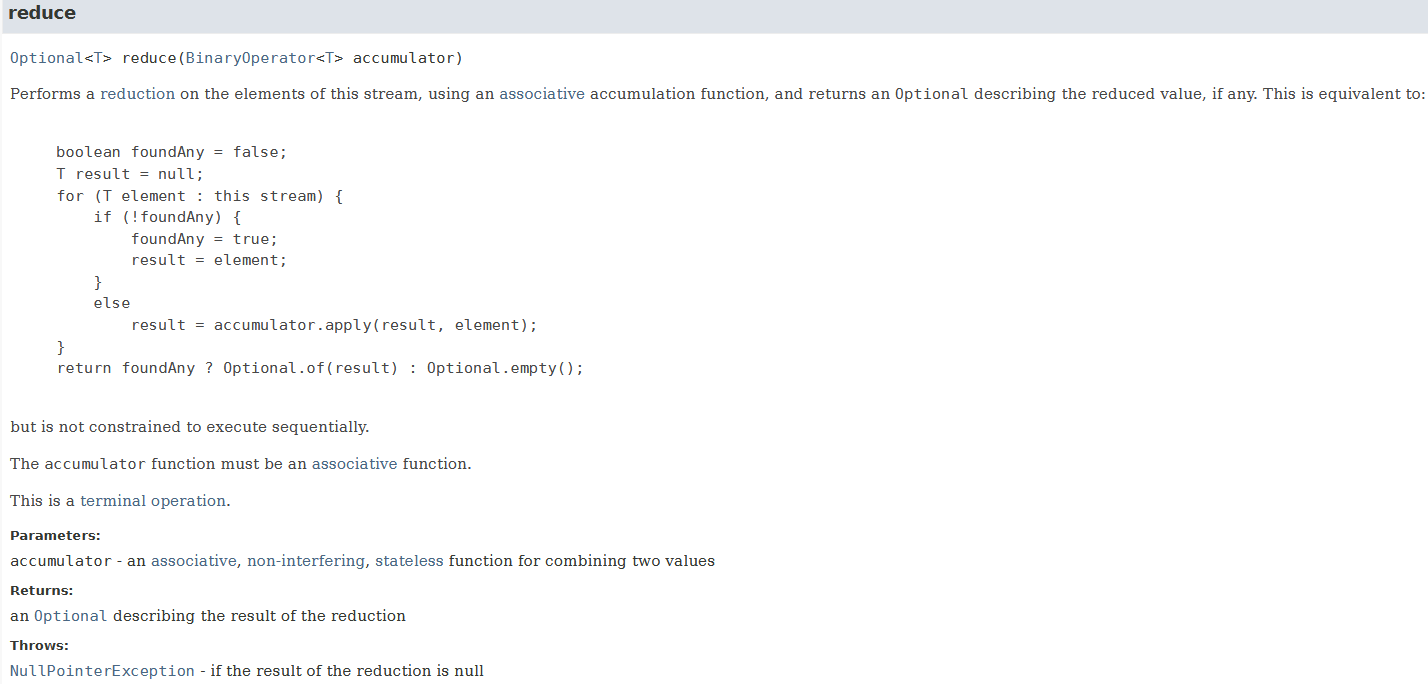 reduce
Optional<T> reduce(BinaryOperator<T> accumulator)
Performs a reduction on the elements of this stream, using an associative accumulation function, and returns an Optional describing the reduced value, if any. This is equivalent to:
boolean foundAny = false;
T result = null;
for (T element : this stream) {
    if (!foundAny) {
        foundAny = true;
        result = element;
    }
    else
        result = accumulator.apply(result, element);
}
return foundAny ? Optional.of(result) : Optional.empty();
but is not constrained to execute sequentially.
The accumulator function must be an associative function.
This is a terminal operation.
Parameters:
accumulator - an associative, non-interfering, stateless function for combining two values
Returns:
an Optional describing the result of the reduction
Throws:
NullPointerException - if the result of the reduction is null